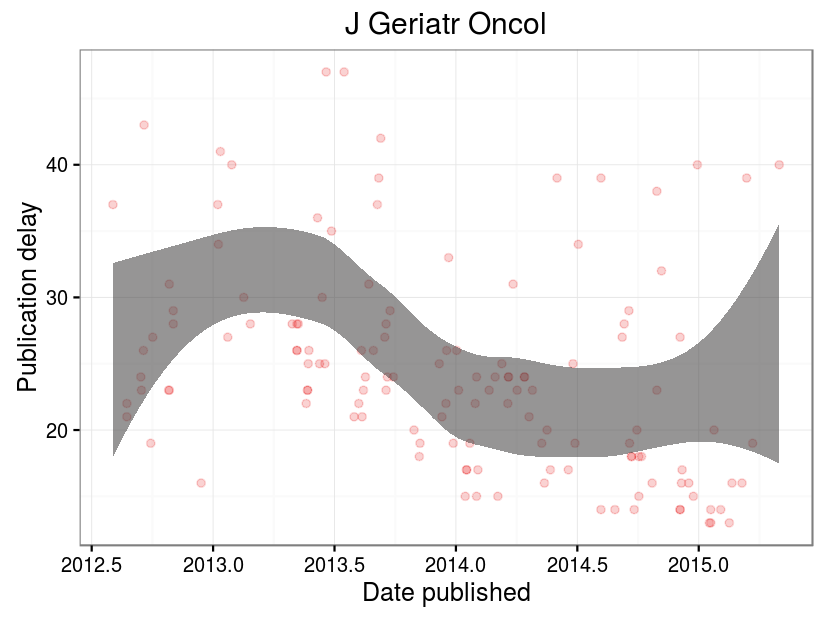 J Geriatr Oncol
Publication delay
40
30
20
2012.5 2013.0 2013.5 2014.0 2014.5 2015.0
Date published